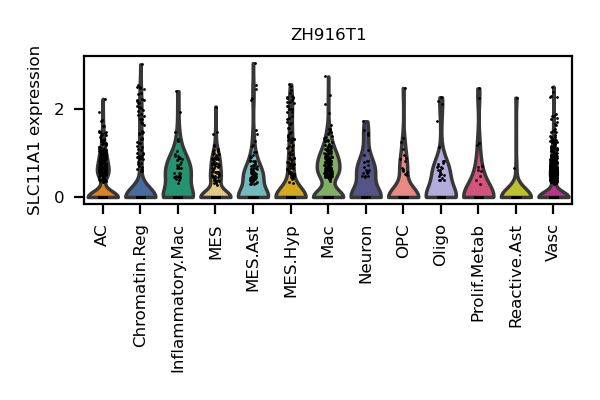 ZH916T1
SLC11A1 expression
2
0
AC
Chromatin.Reg
Inflammatory.Mac
MES
MES.Ast
MES.Hyp
Mac
Neuron
OPC
Oligo
Prolif.Metab
Reactive.Ast
Vasc